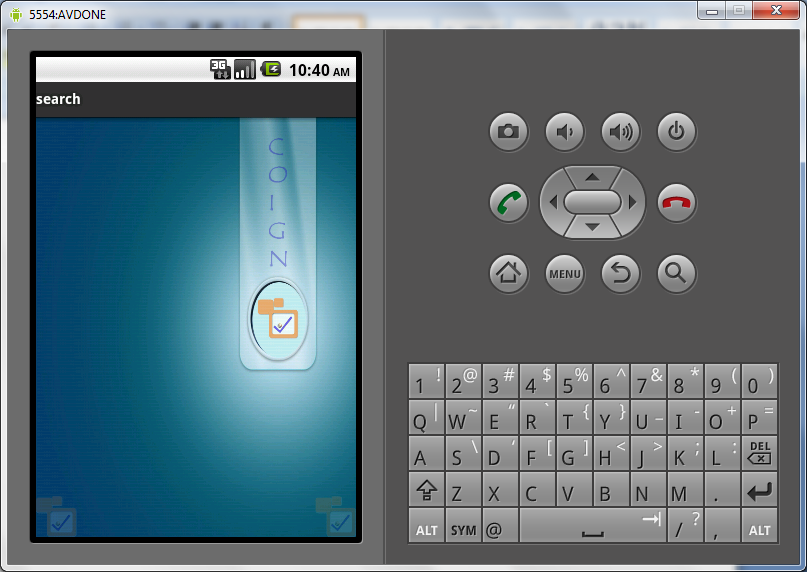 5554:AVDONE
3G
10:40 AM
search
C
O
I
G
N
MENU
1 ! 2 @ 3 # 4 $ 5 % 6 ^ 7 & 8 * 9 ( 0 )
Q | W ~ E “ R ` T { Y } U _ I - O + P =
A S \ D ‘ F [ G ] H < J > K ; L : DEL
Z X C V B N M .
ALT SYM @ / ? , ALT